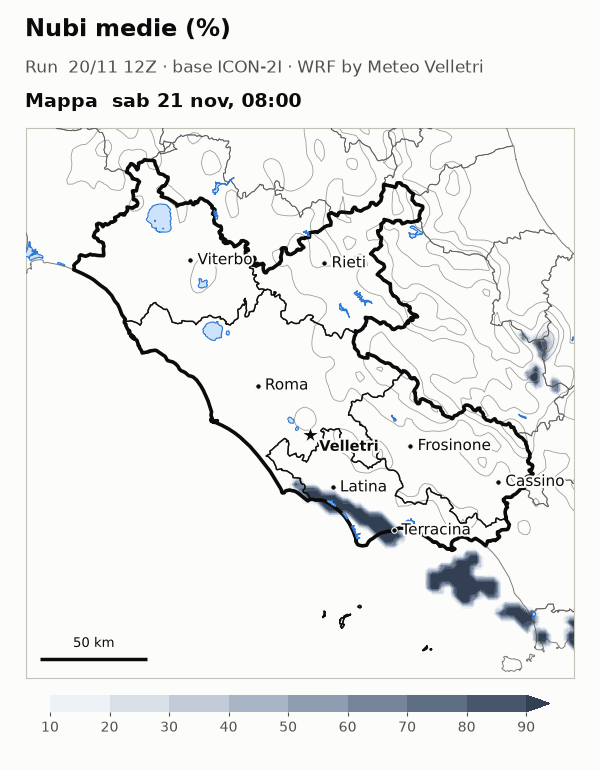 Nubi medie (%)
Run  20/11 12Z · base ICON-2I · WRF by Meteo Velletri
Mappa  sab 21 nov, 08:00
Viterbo
Rieti
Roma
Velletri
Frosinone
Cassino
Latina
Terracina
50 km
10 20 30 40 50 60 70 80 90